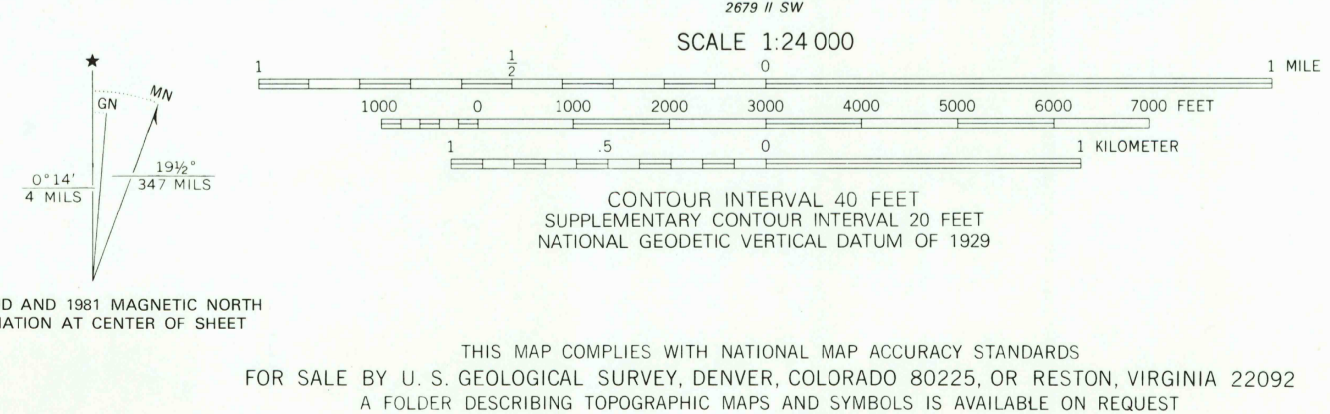 2679 II SW
SCALE 1:24 000
1 1/2 0 1 MILE
1000 0 1000 2000 3000 4000 5000 6000 7000 FEET
1 .5 0 1 KILOMETER
CONTOUR INTERVAL 40 FEET
SUPPLEMENTARY CONTOUR INTERVAL 20 FEET
NATIONAL GEODETIC VERTICAL DATUM OF 1929
★
GN
MN
0°14'
4 MILS
19½°
347 MILS
D AND 1981 MAGNETIC NORTH
NATION AT CENTER OF SHEET
THIS MAP COMPLIES WITH NATIONAL MAP ACCURACY STANDARDS
FOR SALE BY U. S. GEOLOGICAL SURVEY, DENVER, COLORADO 80225, OR RESTON, VIRGINIA 22092
A FOLDER DESCRIBING TOPOGRAPHIC MAPS AND SYMBOLS IS AVAILABLE ON REQUEST